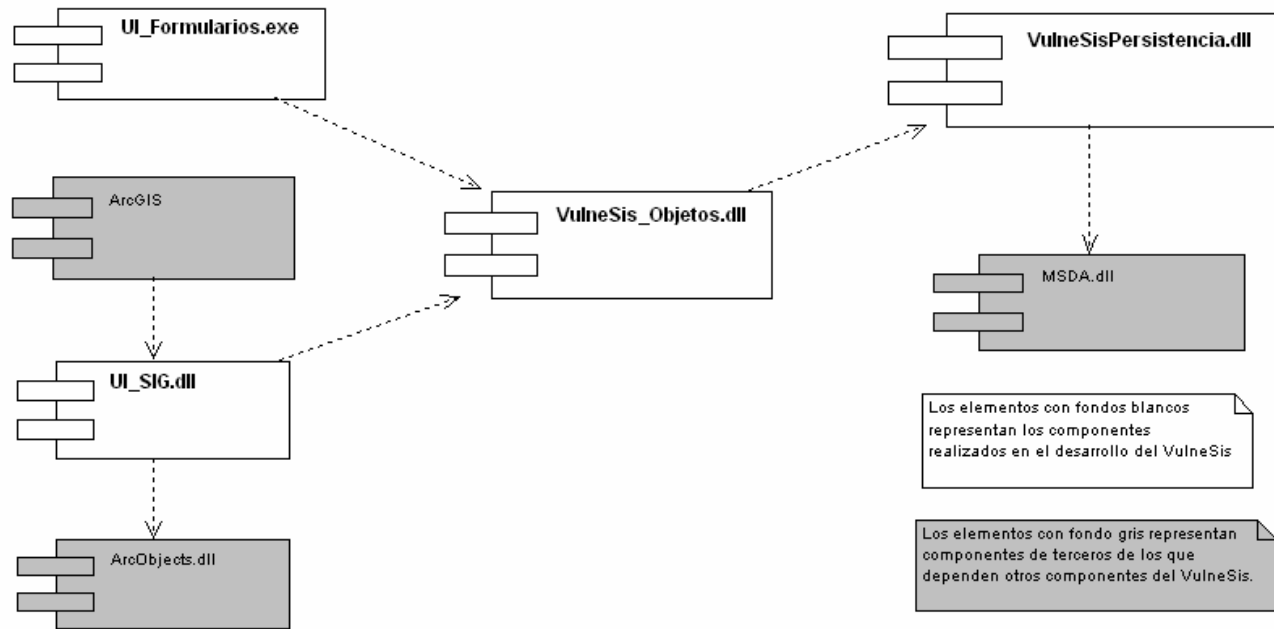 UI_Formularios.exe
VulneSisPersistencia.dll
ArcGIS
VulneSis_Objetos.dll
MSDA.dll
UI_SIG.dll
ArcObjects.dll
Los elementos con fondos blancos
representan los componentes
realizados en el desarrollo del VulneSis
Los elementos con fondo gris representan
componentes de terceros de los que
dependen otros componentes del VulneSis.